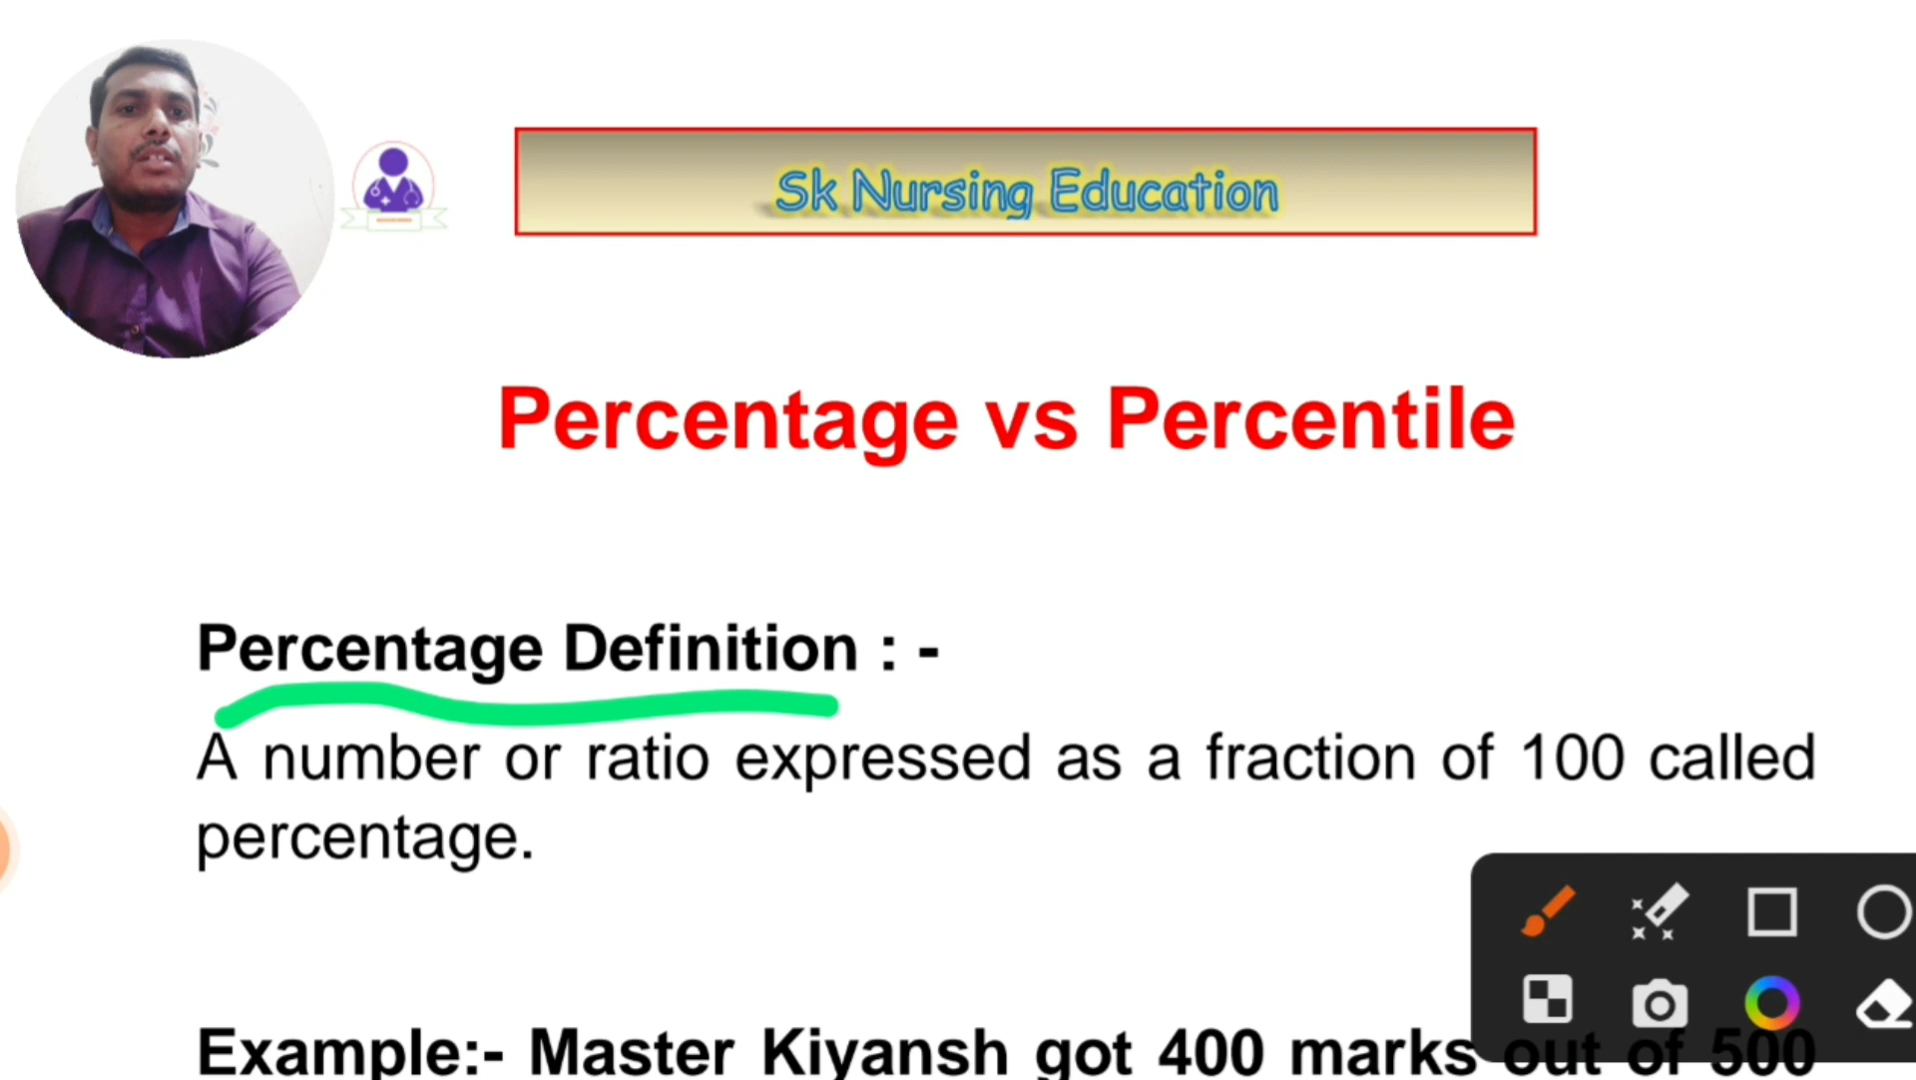 Sk Nursing Education
Percentage vs Percentile
Percentage Definition : -
A number or ratio expressed as a fraction of 100 called
percentage.
Example:- Master Kiyansh got 400 marks out of 500